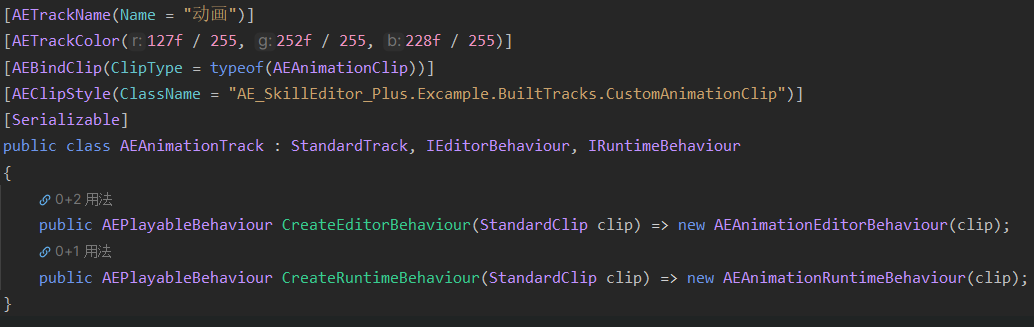 [AETrackName(Name = "动画")]
[AETrackColor(r:127f / 255, g:252f / 255, b:228f / 255)]
[AEBindClip(ClipType = typeof(AEAnimationClip))]
[AEClipStyle(ClassName = "AE_SkillEditor_Plus.Excample.BuiltTracks.CustomAnimationClip")]
[Serializable]
public class AEAnimationTrack : StandardTrack, IEditorBehaviour, IRuntimeBehaviour
{
0+2 用法
public AEPlayableBehaviour CreateEditorBehaviour(StandardClip clip) => new AEAnimationEditorBehaviour(clip);
0+1 用法
public AEPlayableBehaviour CreateRuntimeBehaviour(StandardClip clip) => new AEAnimationRuntimeBehaviour(clip);
}